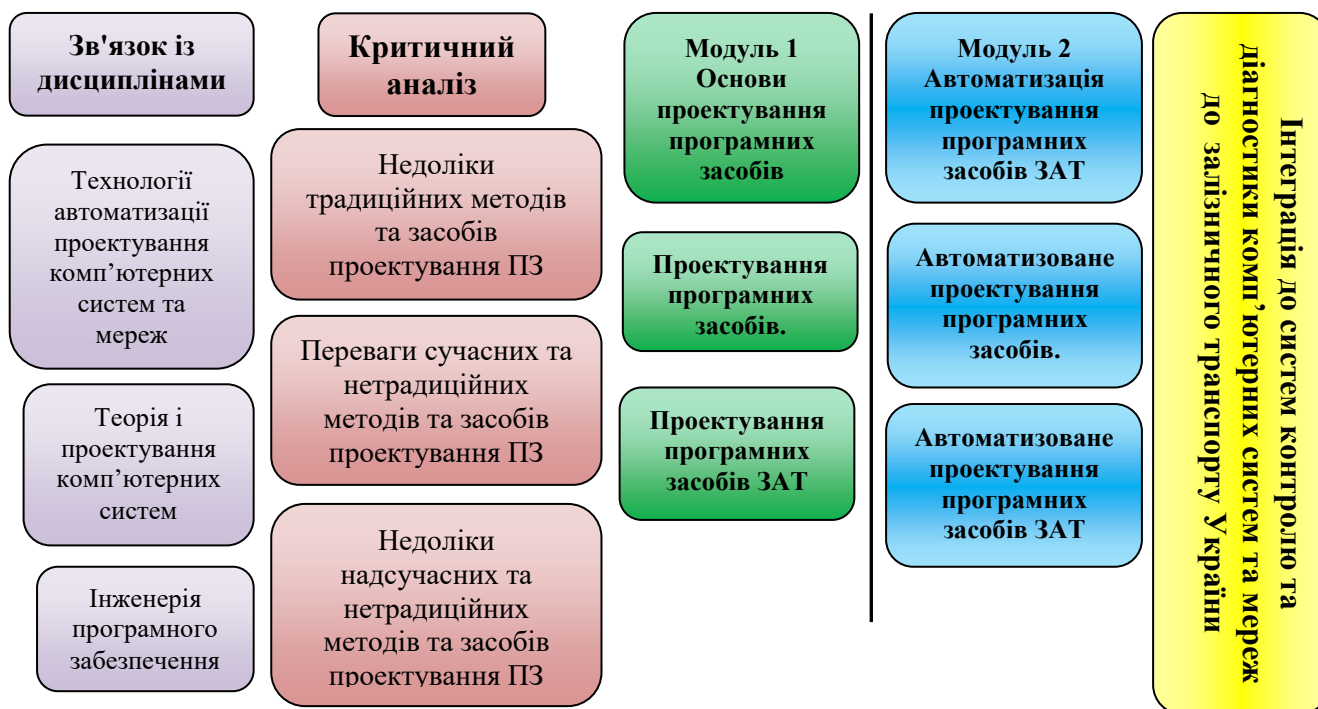 Зв'язок із
дисциплінами
Технології
автоматизації
проектування
комп’ютерних
систем та
мереж
Теорія і
проектування
комп’ютерних
систем
Інженерія
програмного
забезпечення
Критичний
аналіз
Недоліки
традиційних методів
та засобів
проектування ПЗ
Переваги сучасних та
нетрадиційних
методів та засобів
проектування ПЗ
Недоліки
надсучасних та
нетрадиційних
методів та засобів
проектування ПЗ
Модуль 1
Основи
проектування
програмних
засобів
Проектування
програмних
засобів.
Проектування
програмних
засобів ЗАТ
Модуль 2
Автоматизація
проектування
програмних
засобів ЗАТ
Автоматизоване
проектування
програмних
засобів.
Автоматизоване
проектування
програмних
засобів ЗАТ
Інтеграція до систем контролю та
діагностики комп’ютерних систем та мереж
до залізничного транспорту України